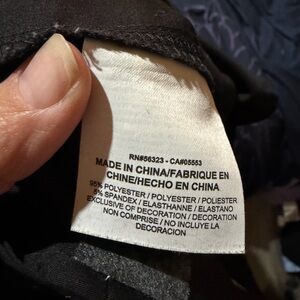 RN#56323 - CA#05553
MADE IN CHINA/FABRIQUE EN
CHINE/HECHO EN CHINA
95% POLYESTER / POLYESTER / POLIESTER
5% SPANDEX / ELASTHANNE / ELASTANO
EXCLUSIVE OF DECORATION / DECORATION
NON COMPRISE / NO INCLUYE LA
DECORACION